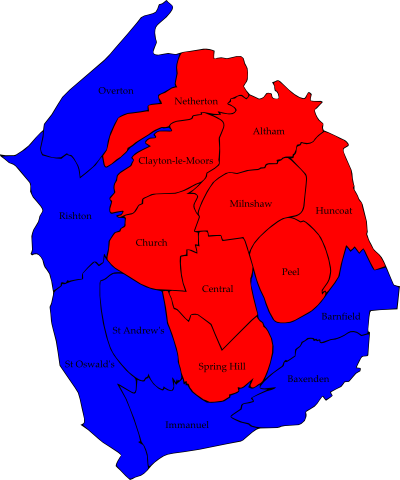 Overton
Netherton
Altham
Clayton-le-Moors
Milnshaw
Huncoat
Rishton
Church
Peel
Central
Barnfield
St Andrew's
St Oswald's
Spring Hill
Baxenden
Immanuel